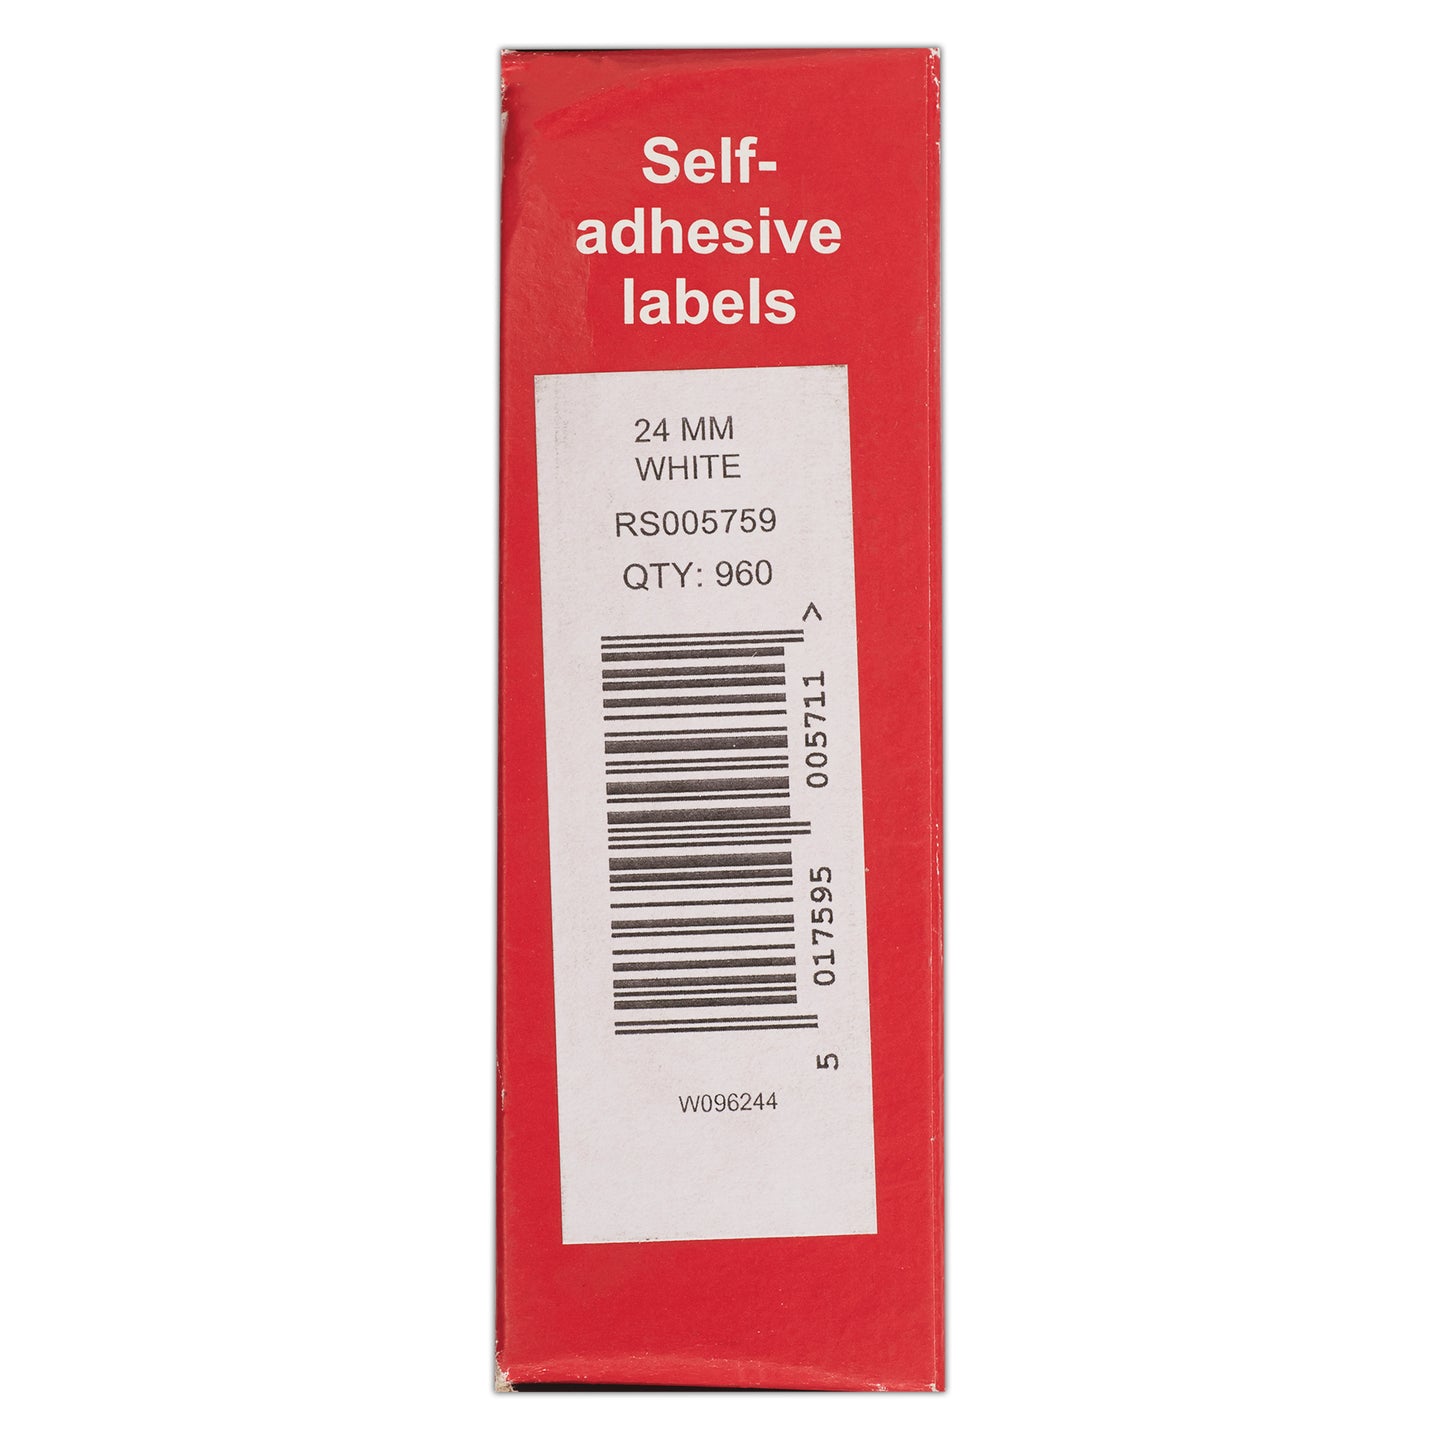 Self-
adhesive
labels
24 MM
WHITE
RS005759
QTY: 960
5 017595 005711 >
W096244